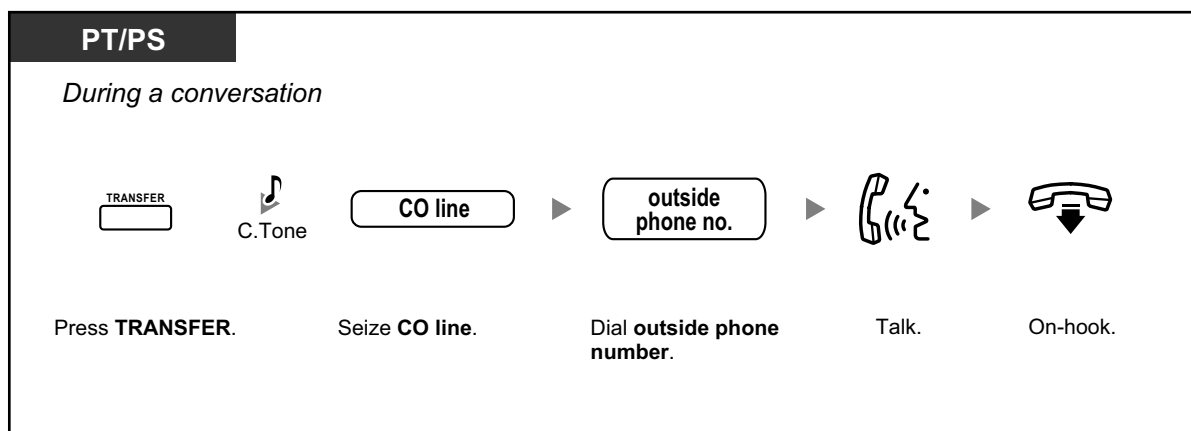 PT/PS
During a conversation
TRANSFER
C.Tone
CO line
outside
phone no.
Press TRANSFER.
Seize CO line.
Dial outside phone
number.
Talk.
On-hook.